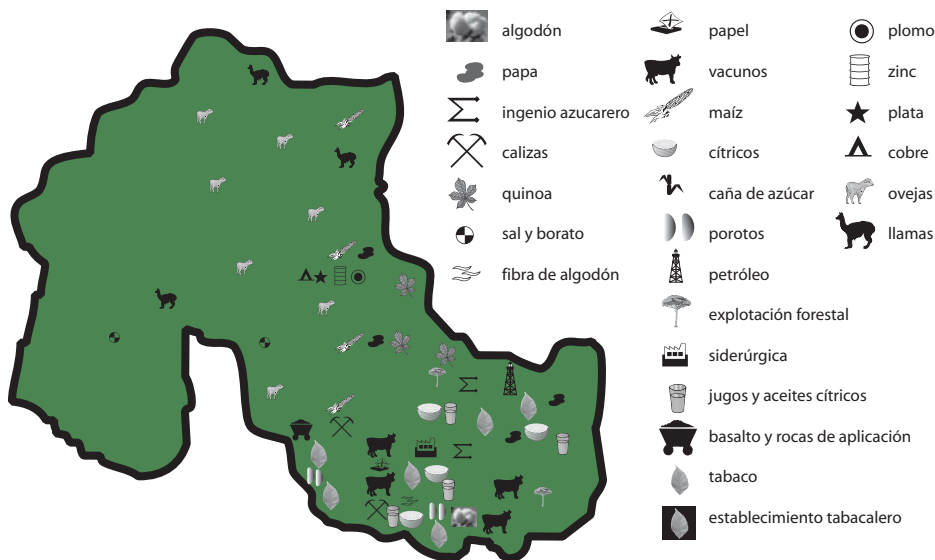 algodón
papa
ingenio azucarero
calizas
quinoa
sal y borato
fibra de algodón
papel
vacunos
maíz
cítricos
caña de azúcar
porotos
petróleo
explotación forestal
siderúrgica
jugos y aceites cítricos
basalto y rocas de aplicación
tabaco
establecimiento tabacalero
plomo
zinc
plata
cobre
ovejas
llamas